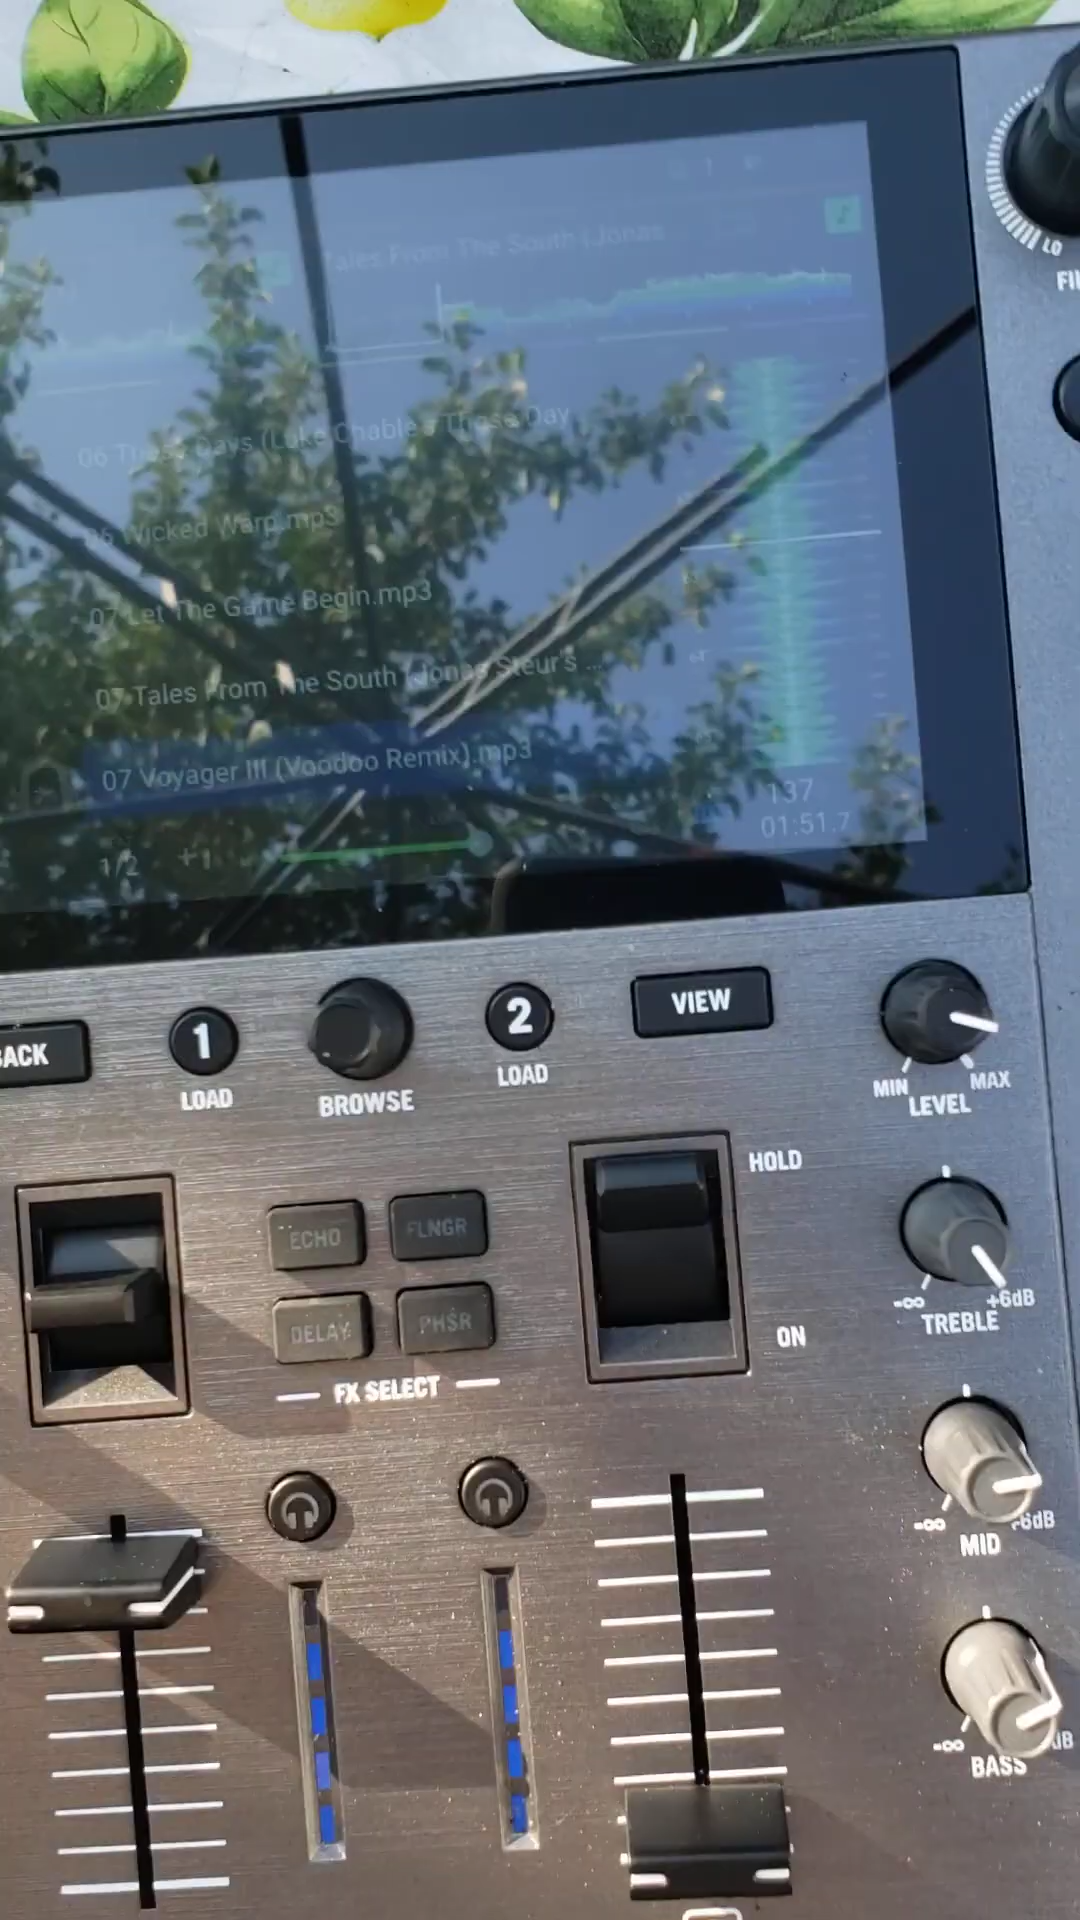 Tales From The South (Jonas
06 These Days (Luke Chable's Those Day
06 Wicked Warp.mp3
07 Let The Game Begin.mp3
07 Tales From The South (Jonas Steur's ...
07 Voyager III (Voodoo Remix).mp3
137
01:51.7
1/2
+1
LO
BACK
1
LOAD
BROWSE
2
LOAD
VIEW
MIN
MAX
LEVEL
HOLD
ECHO
FLNGR
DELAY
PHSR
ON
FX SELECT
-∞
+6dB
TREBLE
-∞
+6dB
MID
-∞
dB
BASS